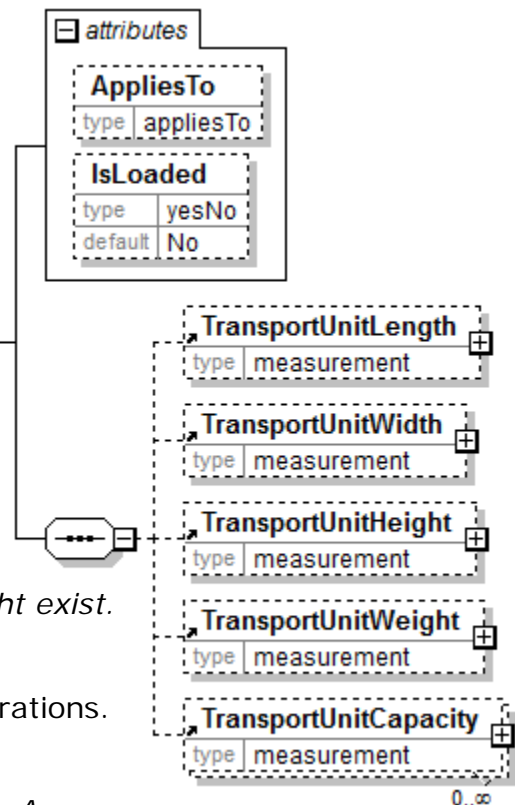 attributes
AppliesTo
type appliesTo
IsLoaded
type yesNo
default No
TransportUnitLength
type measurement
TransportUnitWidth
type measurement
TransportUnitHeight
type measurement
ht exist.
TransportUnitWeight
type measurement
rations.
TransportUnitCapacity
type measurement
0..∞